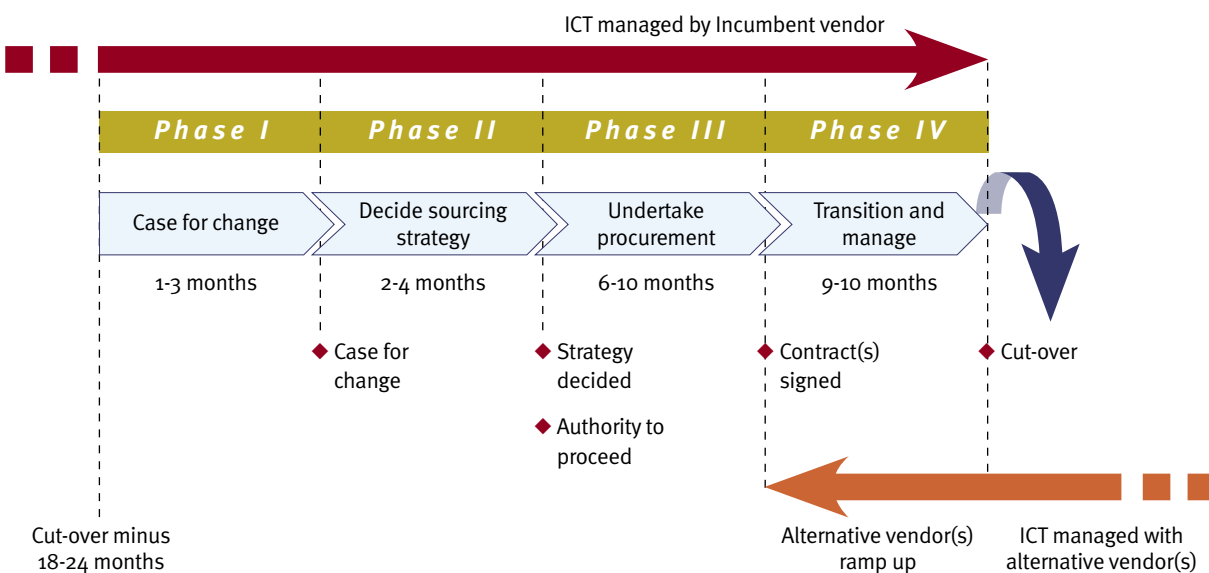 ICT managed by Incumbent vendor
Phase I
Phase II
Phase III
Phase IV
Case for change
Decide sourcing
strategy
Undertake
procurement
Transition and
manage
1-3 months
2-4 months
6-10 months
9-10 months
Case for
change
Strategy
decided
Authority to
proceed
Contract(s)
signed
Cut-over
Cut-over minus
18-24 months
Alternative vendor(s)
ramp up
ICT managed with
alternative vendor(s)